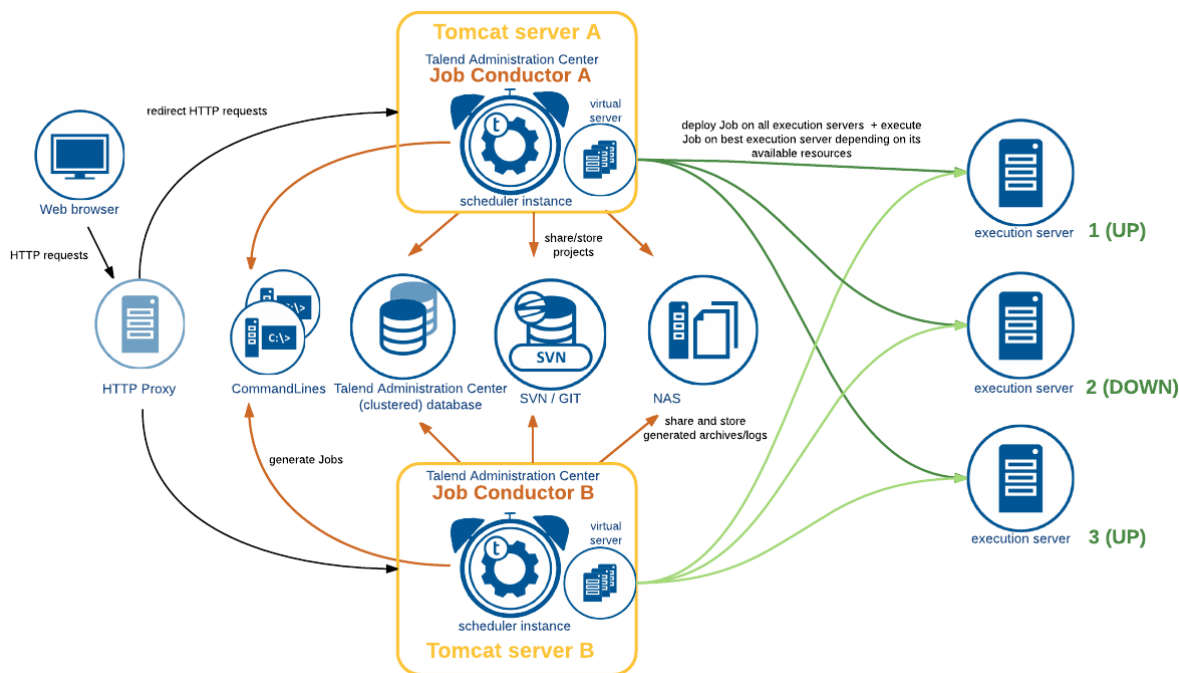 Tomcat server A
Talend Administration Center
Job Conductor A
virtual
server
t
scheduler instance
redirect HTTP requests
deploy Job on all execution servers + execute
Job on best execution server depending on its
available resources
Web browser
HTTP requests
execution server
1 (UP)
share/store
projects
C:\>
C:\>
SVN
HTTP Proxy
CommandLines
Talend Administration Center
(clustered) database
SVN / GIT
NAS
execution server
2 (DOWN)
share and store
generated archives/logs
generate Jobs
Talend Administration Center
Job Conductor B
virtual
server
t
scheduler instance
Tomcat server B
execution server
3 (UP)